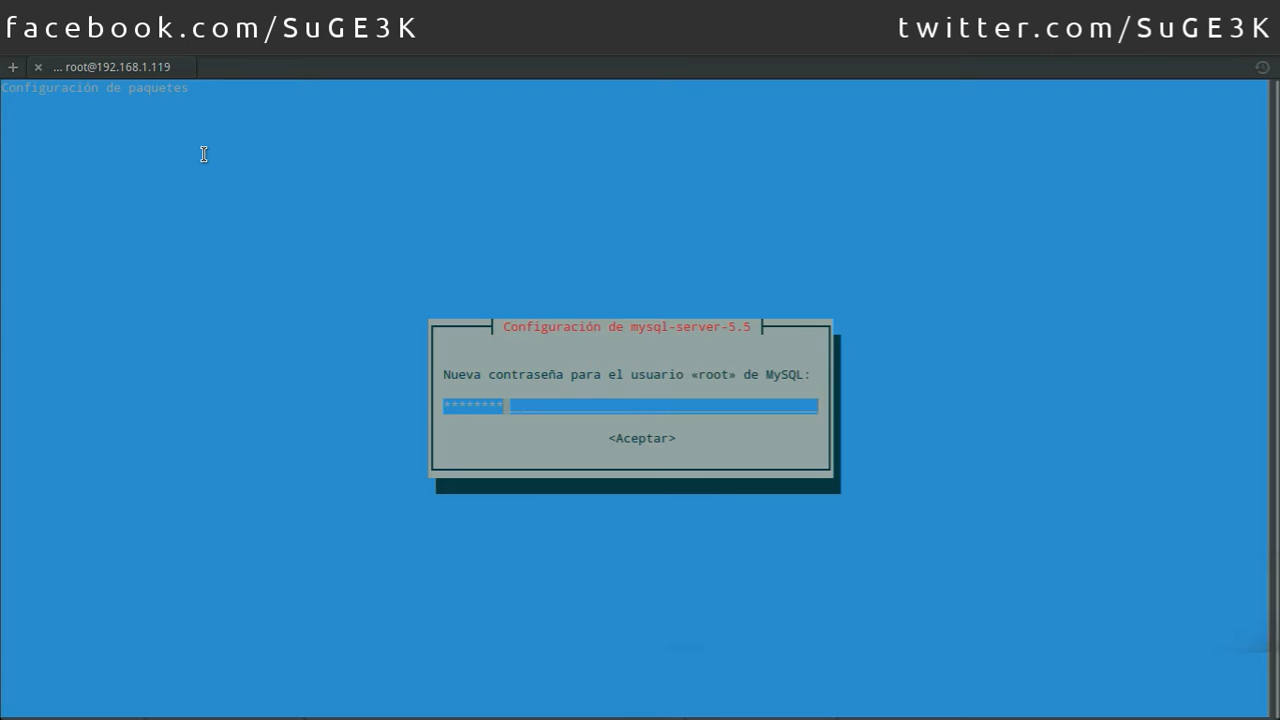 facebook.com/SuGE3K
twitter.com/SuGE3K
+ × ... root@192.168.1.119
Configuración de paquetes
Configuración de mysql-server-5.5
Nueva contraseña para el usuario «root» de MySQL:
********
<Aceptar>